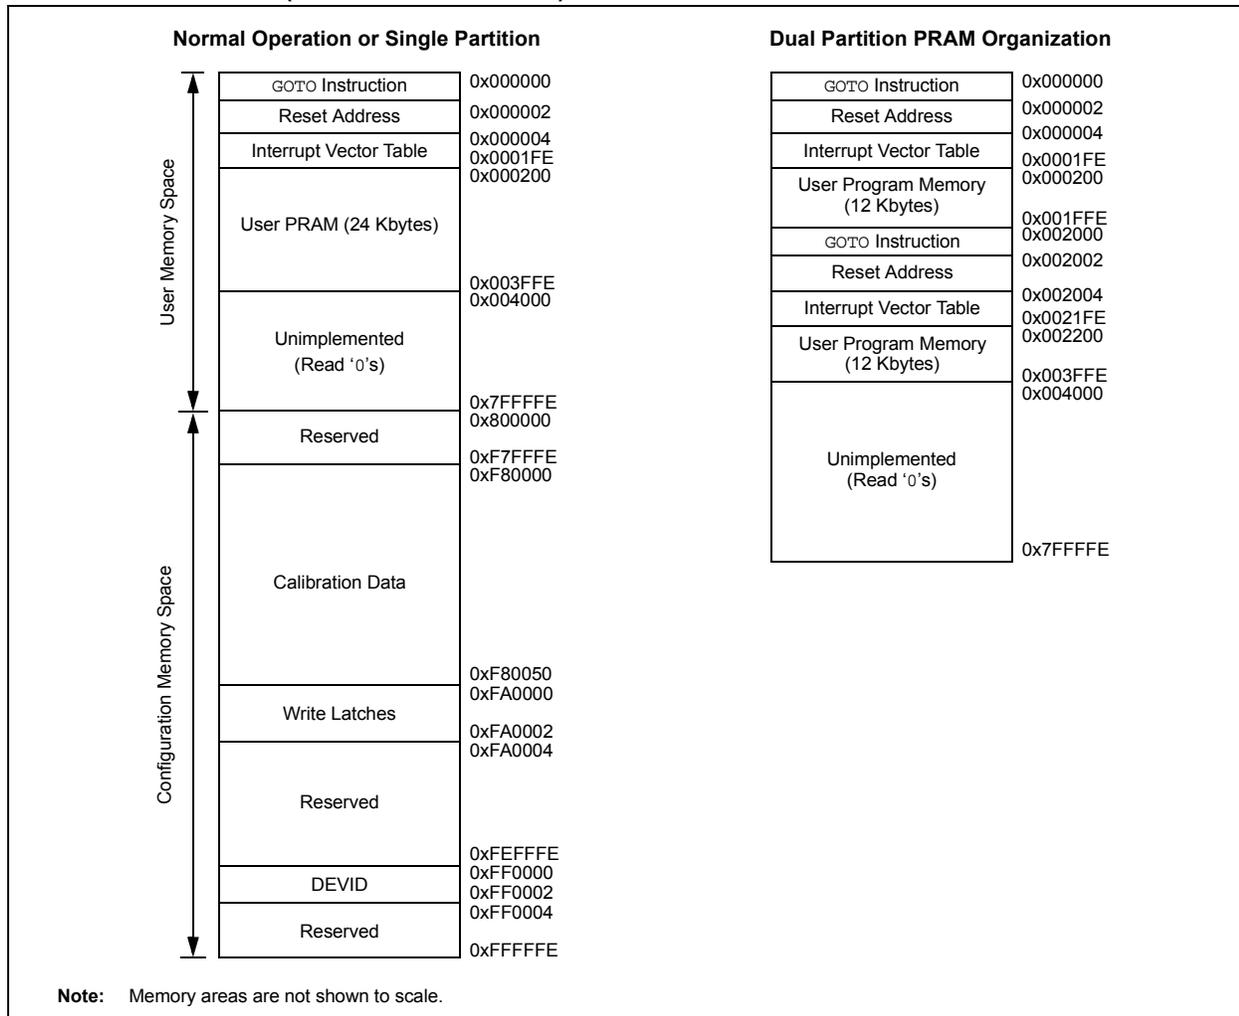 Normal Operation or Single Partition
User Memory Space
GOTO Instruction
0x000000
Reset Address
0x000002
Interrupt Vector Table
0x000004
0x0001FE
0x000200
User PRAM (24 Kbytes)
0x003FFE
0x004000
Unimplemented
(Read ‘0’s)
0x7FFFFE
Configuration Memory Space
0x800000
Reserved
0xF7FFFE
0xF80000
Calibration Data
0xF80050
0xFA0000
Write Latches
0xFA0002
0xFA0004
Reserved
0xFEFFFE
0xFF0000
DEVID
0xFF0002
0xFF0004
Reserved
0xFFFFFE
Dual Partition PRAM Organization
GOTO Instruction
0x000000
Reset Address
0x000002
0x000004
Interrupt Vector Table
0x0001FE
0x000200
User Program Memory
(12 Kbytes)
0x001FFE
0x002000
GOTO Instruction
0x002002
Reset Address
0x002004
Interrupt Vector Table
0x0021FE
0x002200
User Program Memory
(12 Kbytes)
0x003FFE
0x004000
Unimplemented
(Read ‘0’s)
0x7FFFFE
Note: Memory areas are not shown to scale.